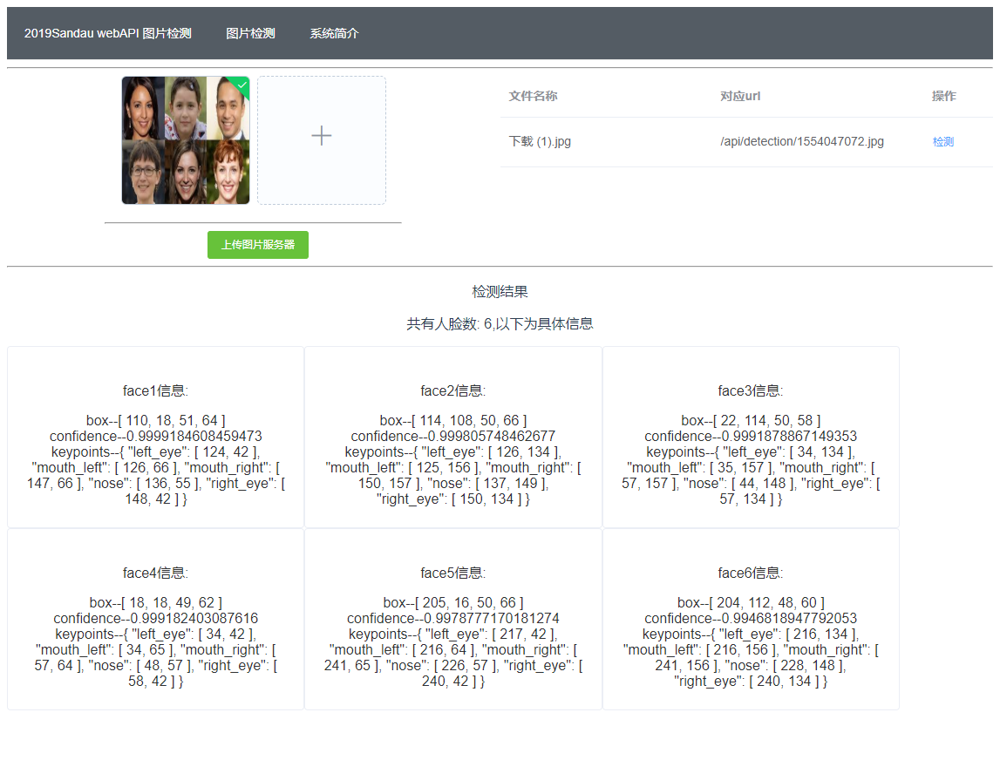 2019Sandau webAPI 图片检测 图片检测 系统简介
文件名称 对应url 操作
下载 (1).jpg /api/detection/1554047072.jpg 检测
上传图片服务器
检测结果
共有人脸数: 6,以下为具体信息
face1信息:
box--[ 110, 18, 51, 64 ]
confidence--0.9999184608459473
keypoints--{ "left_eye": [ 124, 42 ],
"mouth_left": [ 126, 66 ], "mouth_right": [
147, 66 ], "nose": [ 136, 55 ], "right_eye": [
148, 42 ] }
face2信息:
box--[ 114, 108, 50, 66 ]
confidence--0.999805748462677
keypoints--{ "left_eye": [ 126, 134 ],
"mouth_left": [ 125, 156 ], "mouth_right": [
150, 157 ], "nose": [ 137, 149 ],
"right_eye": [ 150, 134 ] }
face3信息:
box--[ 22, 114, 50, 58 ]
confidence--0.9991878867149353
keypoints--{ "left_eye": [ 34, 134 ],
"mouth_left": [ 35, 157 ], "mouth_right": [
57, 157 ], "nose": [ 44, 148 ], "right_eye": [
57, 134 ] }
face4信息:
box--[ 18, 18, 49, 62 ]
confidence--0.999182403087616
keypoints--{ "left_eye": [ 34, 42 ],
"mouth_left": [ 34, 65 ], "mouth_right": [
57, 64 ], "nose": [ 48, 57 ], "right_eye": [
58, 42 ] }
face5信息:
box--[ 205, 16, 50, 66 ]
confidence--0.9978777170181274
keypoints--{ "left_eye": [ 217, 42 ],
"mouth_left": [ 216, 64 ], "mouth_right": [
241, 65 ], "nose": [ 226, 57 ], "right_eye": [
240, 42 ] }
face6信息:
box--[ 204, 112, 48, 60 ]
confidence--0.9946818947792053
keypoints--{ "left_eye": [ 216, 134 ],
"mouth_left": [ 216, 156 ], "mouth_right": [
241, 156 ], "nose": [ 228, 148 ],
"right_eye": [ 240, 134 ] }